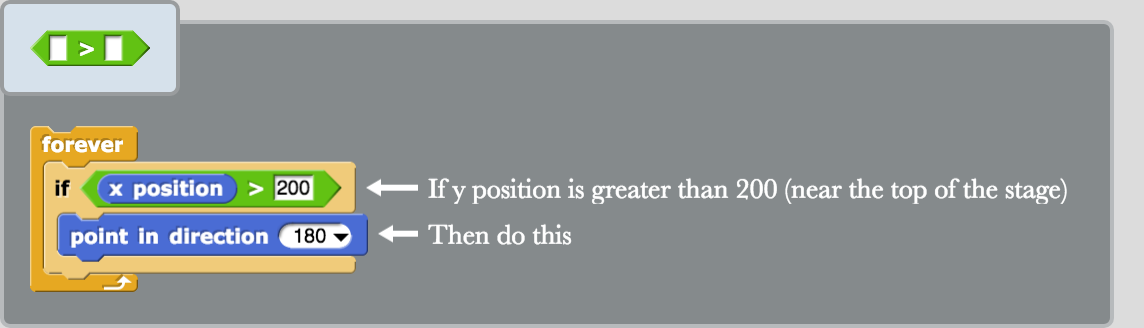 >
forever
if x position > 200 If y position is greater than 200 (near the top of the stage)
point in direction 180 Then do this